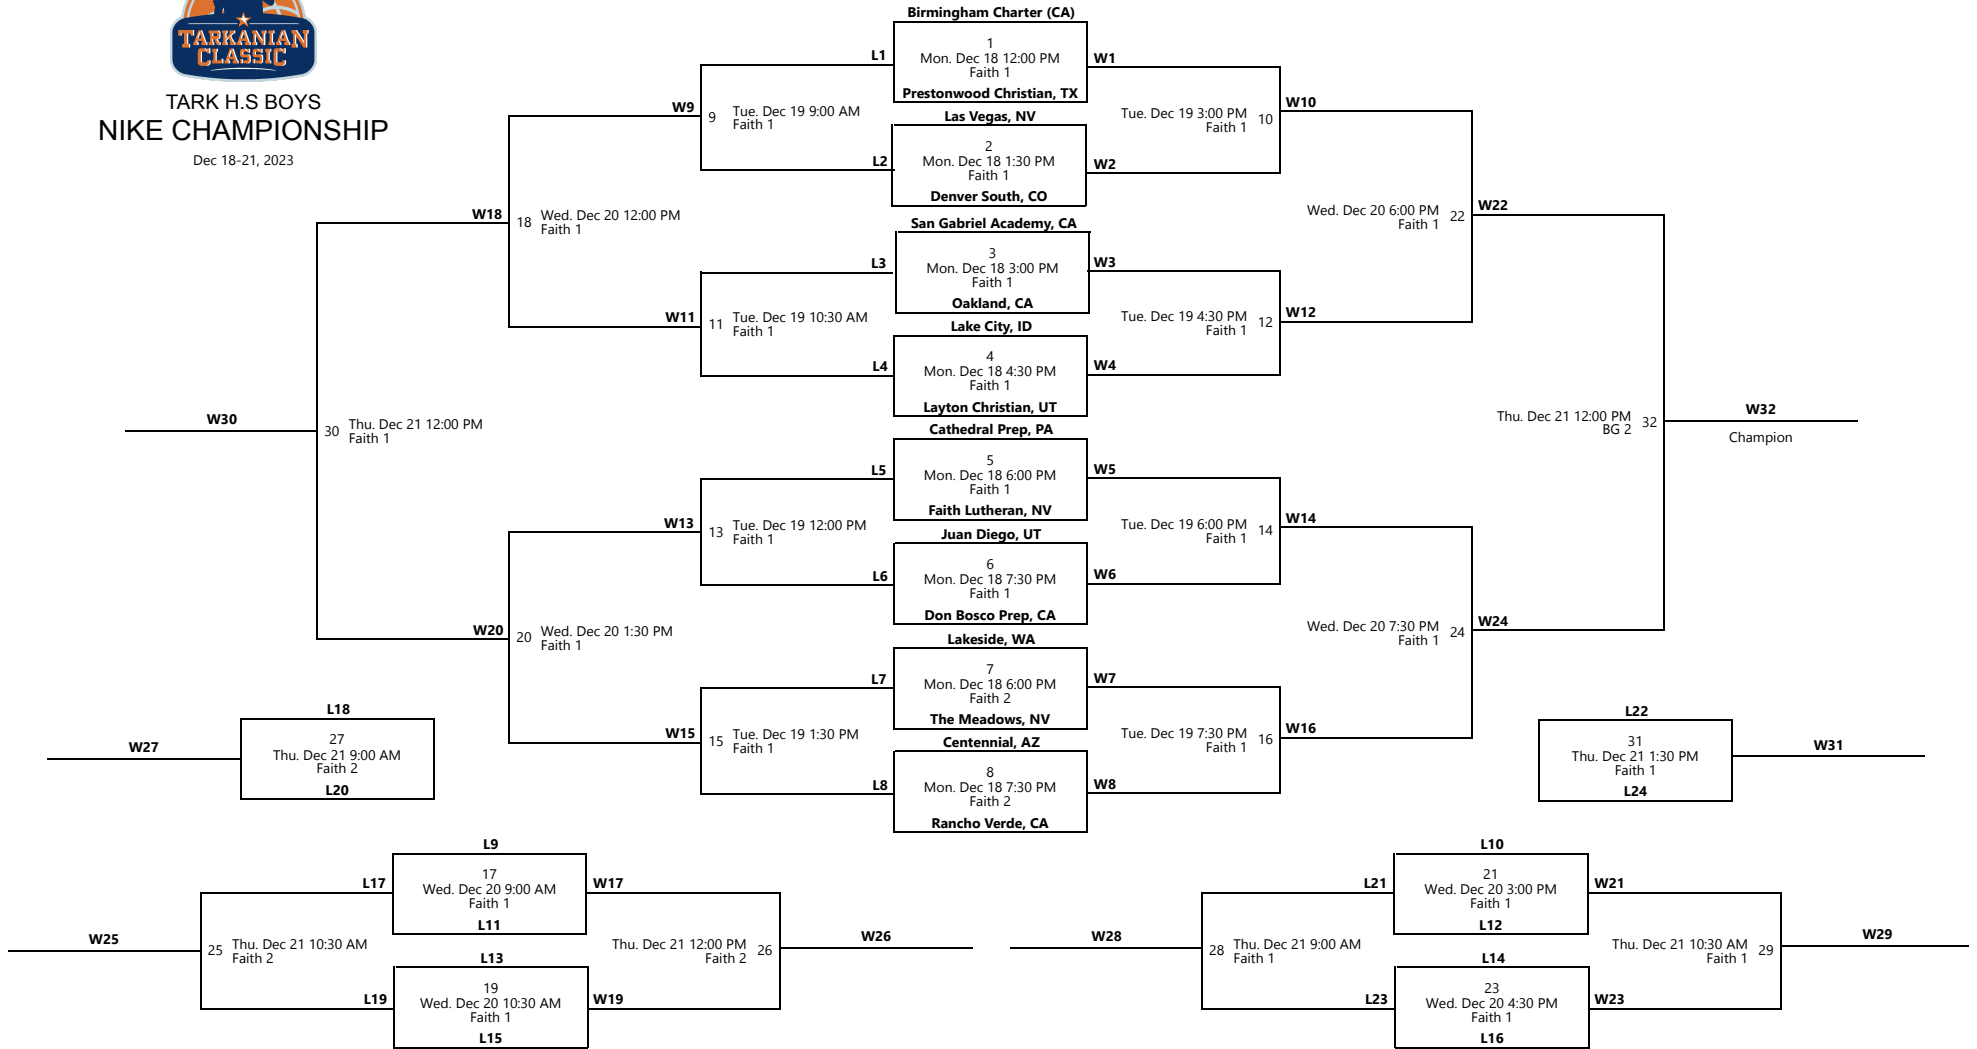 TARKANIAN
CLASSIC
TARK H.S BOYS
NIKE CHAMPIONSHIP
Dec 18-21, 2023
Birmingham Charter (CA)
1
Mon. Dec 18 12:00 PM
Faith 1
Prestonwood Christian, TX
L1
W1
Las Vegas, NV
2
Mon. Dec 18 1:30 PM
Faith 1
Denver South, CO
L2
W2
San Gabriel Academy, CA
3
Mon. Dec 18 3:00 PM
Faith 1
Oakland, CA
L3
W3
Lake City, ID
4
Mon. Dec 18 4:30 PM
Faith 1
Layton Christian, UT
L4
W4
Cathedral Prep, PA
5
Mon. Dec 18 6:00 PM
Faith 1
Faith Lutheran, NV
L5
W5
Juan Diego, UT
6
Mon. Dec 18 7:30 PM
Faith 1
Don Bosco Prep, CA
L6
W6
Lakeside, WA
7
Mon. Dec 18 6:00 PM
Faith 2
The Meadows, NV
L7
W7
Centennial, AZ
8
Mon. Dec 18 7:30 PM
Faith 2
Rancho Verde, CA
L8
W8
W9
9
Tue. Dec 19 9:00 AM
Faith 1
W11
11
Tue. Dec 19 10:30 AM
Faith 1
W13
13
Tue. Dec 19 12:00 PM
Faith 1
W15
15
Tue. Dec 19 1:30 PM
Faith 1
W18
18
Wed. Dec 20 12:00 PM
Faith 1
W20
20
Wed. Dec 20 1:30 PM
Faith 1
W30
30
Thu. Dec 21 12:00 PM
Faith 1
Tue. Dec 19 3:00 PM
Faith 1
10
W10
Tue. Dec 19 4:30 PM
Faith 1
12
W12
Tue. Dec 19 6:00 PM
Faith 1
14
W14
Tue. Dec 19 7:30 PM
Faith 1
16
W16
Wed. Dec 20 6:00 PM
Faith 1
22
W22
Wed. Dec 20 7:30 PM
Faith 1
24
W24
Thu. Dec 21 12:00 PM
BG 2
32
W32
Champion
L18
27
Thu. Dec 21 9:00 AM
Faith 2
L20
W27
L22
31
Thu. Dec 21 1:30 PM
Faith 1
L24
W31
L9
17
Wed. Dec 20 9:00 AM
Faith 1
L11
L17
W17
L13
19
Wed. Dec 20 10:30 AM
Faith 1
L15
L19
W19
W25
25
Thu. Dec 21 10:30 AM
Faith 2
Thu. Dec 21 12:00 PM
Faith 2
26
W26
L10
21
Wed. Dec 20 3:00 PM
Faith 1
L12
L21
W21
L14
23
Wed. Dec 20 4:30 PM
Faith 1
L16
L23
W23
W28
28
Thu. Dec 21 9:00 AM
Faith 1
Thu. Dec 21 10:30 AM
Faith 1
29
W29